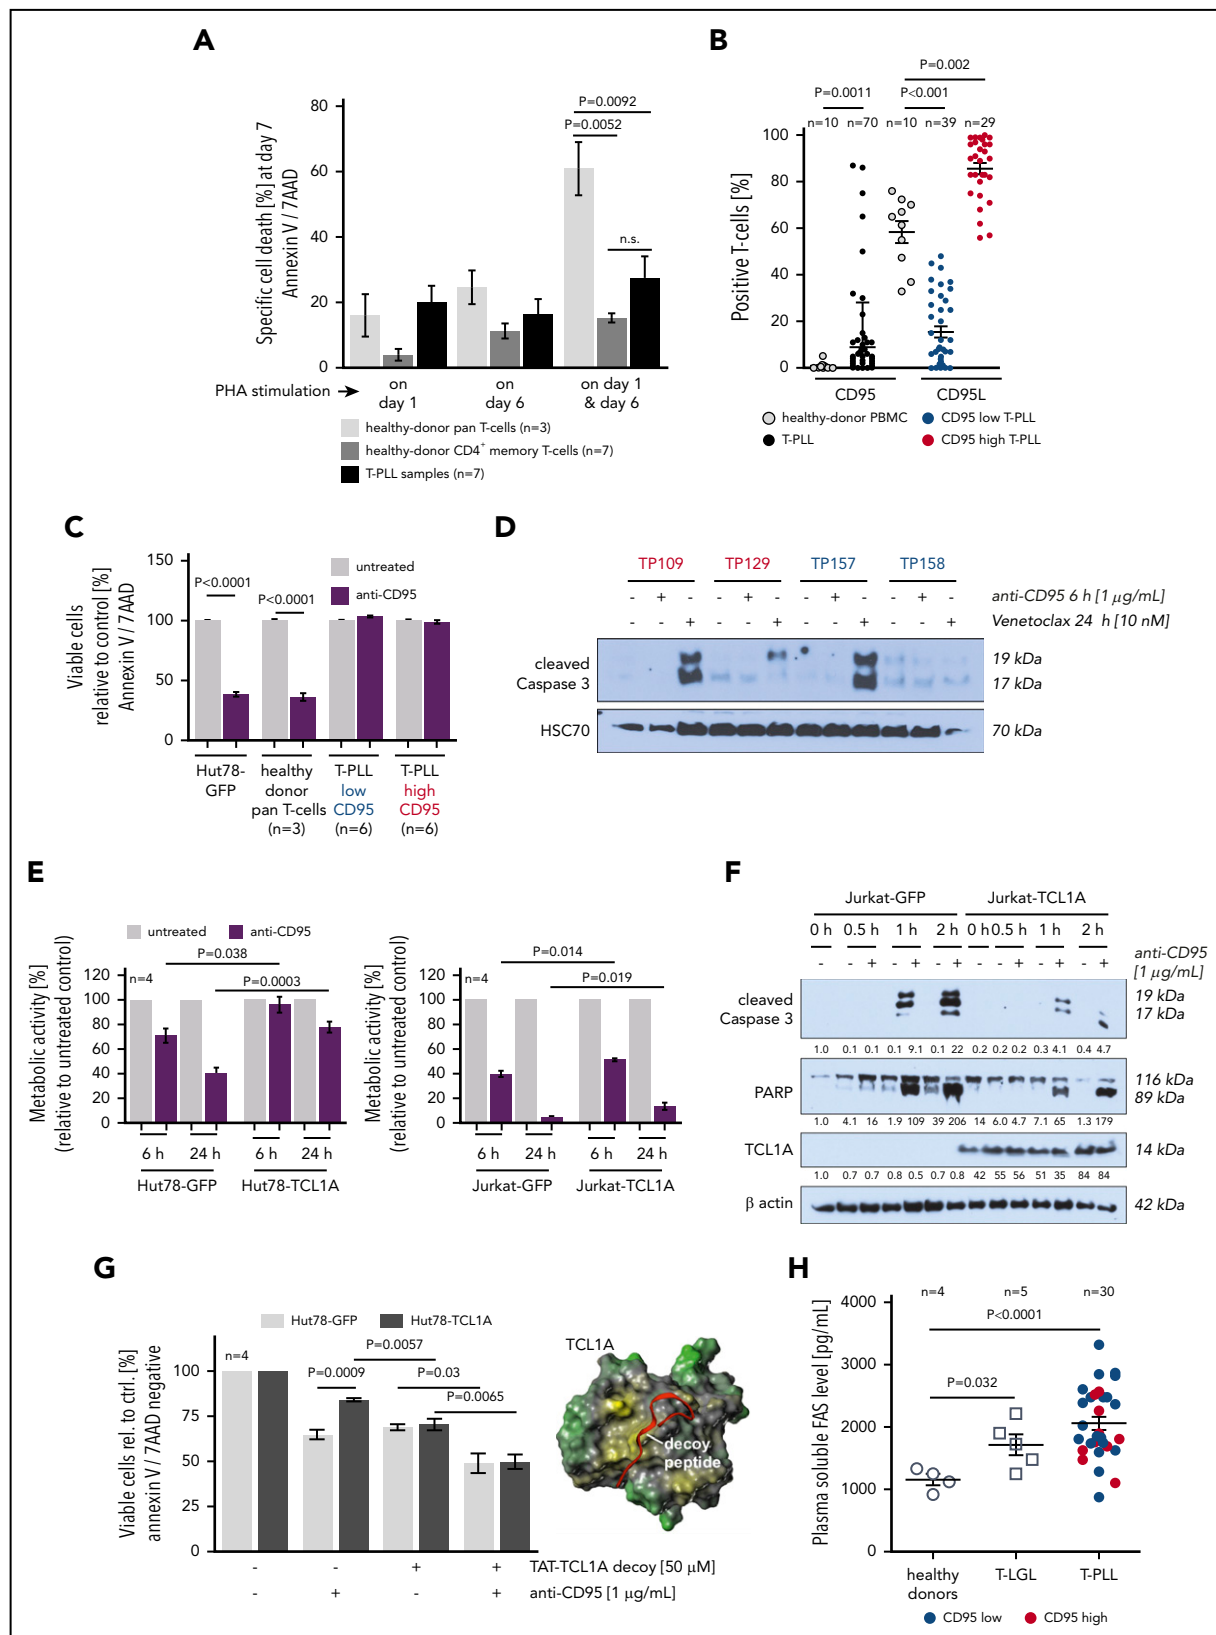 A
Specific cell death [%] at day 7
Annexin V / 7AAD
80
60
40
20
0
P=0.0092
P=0.0052
n.s.
PHA stimulation
on
day 1
on
day 6
on day 1
& day 6
healthy-donor pan T-cells (n=3)
healthy-donor CD4+ memory T-cells (n=7)
T-PLL samples (n=7)
B
P=0.002
P=0.0011
P<0.001
n=10 n=70 n=10 n=39 n=29
Positive T-cells [%]
100
80
60
40
20
0
CD95 CD95L
healthy-donor PBMC
T-PLL
CD95 low T-PLL
CD95 high T-PLL
C
Viable cells
relative to control [%]
Annexin V / 7AAD
150
100
50
0
untreated
anti-CD95
P<0.0001
P<0.0001
Hut78-
GFP
healthy
donor
pan T-cells
(n=3)
T-PLL
low
CD95
(n=6)
T-PLL
high
CD95
(n=6)
D
TP109 TP129 TP157 TP158
- + - + - + - + anti-CD95 6 h [1 μg/mL]
- - + - - + - - + - - + Venetoclax 24 h [10 nM]
cleaved
Caspase 3
19 kDa
17 kDa
HSC70
70 kDa
E
untreated
anti-CD95
Metabolic activity [%]
(relative to untreated control)
120
100
80
60
40
20
0
n=4
P=0.038
P=0.0003
6 h 24 h 6 h 24 h
Hut78-GFP Hut78-TCL1A
Metabolic activity [%]
(relative to untreated control)
120
100
80
60
40
20
0
n=4
P=0.014
P=0.019
6 h 24 h 6 h 24 h
Jurkat-GFP Jurkat-TCL1A
F
Jurkat-GFP Jurkat-TCL1A
0 h 0.5 h 1 h 2 h 0 h 0.5 h 1 h 2 h
- - + - + - + - - + - + - +
anti-CD95
[1 μg/mL]
cleaved
Caspase 3
19 kDa
17 kDa
1.0 0.1 0.1 0.1 9.1 0.1 22 0.2 0.2 0.2 0.3 4.1 0.4 4.7
PARP
116 kDa
89 kDa
1.0 4.1 16 1.9 109 39 206 14 6.0 4.7 7.1 65 1.3 179
TCL1A
14 kDa
1.0 0.7 0.7 0.8 0.5 0.7 0.8 42 55 56 51 35 84 84
β actin
42 kDa
G
Hut78-GFP
Hut78-TCL1A
Viable cells rel. to ctrl. [%]
annexin V / 7AAD negative
100
75
50
25
0
n=4
P=0.0009
P=0.0057
P=0.03
P=0.0065
- - + + TAT-TCL1A decoy [50 μM]
- + - + anti-CD95 [1 μg/mL]
TCL1A
decoy
peptide
H
Plasma soluble FAS level [pg/mL]
4000
3000
2000
1000
0
n=4 n=5 n=30
P<0.0001
P=0.032
healthy
donors
T-LGL
T-PLL
CD95 low
CD95 high